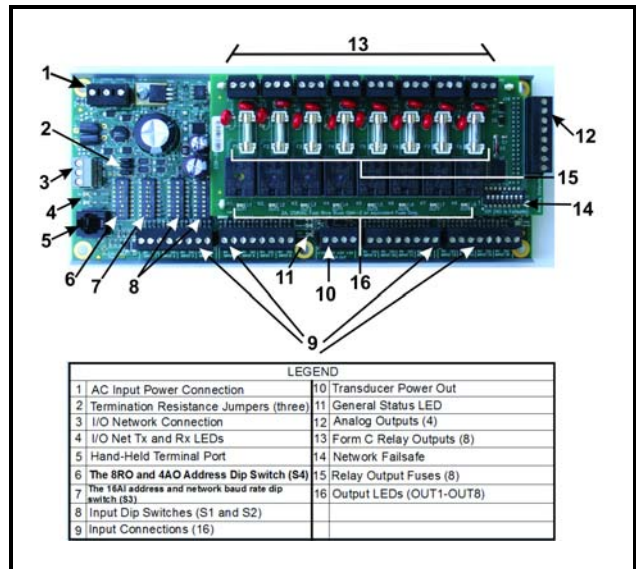 13
1
2
3
4
5
6
7
8
9
10
11
12
14
15
16
LEGEND
1 AC Input Power Connection
2 Termination Resistance Jumpers (three)
3 I/O Network Connection
4 I/O Net Tx and Rx LEDs
5 Hand-Held Terminal Port
6 The 8RO and 4AO Address Dip Switch (S4)
7 The 16AI address and network baud rate dip
switch (S3)
8 Input Dip Switches (S1 and S2)
9 Input Connections (16)
10 Transducer Power Out
11 General Status LED
12 Analog Outputs (4)
13 Form C Relay Outputs (8)
14 Network Failsafe
15 Relay Output Fuses (8)
16 Output LEDs (OUT1-OUT8)